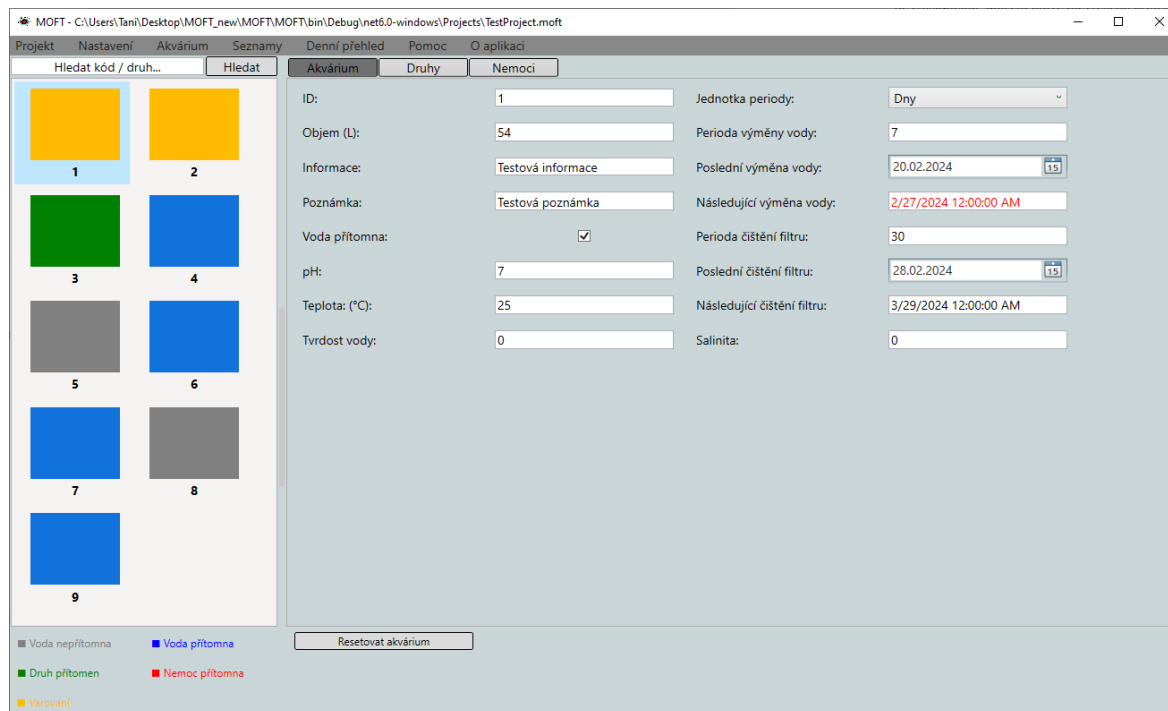 MOFT - C:\Users\Tani\Desktop\MOFT_new\MOFT\MOFT\bin\Debug\net6.0-windows\Projects\TestProject.moft
Projekt Nastavení Akvárium Seznamy Denní přehled Pomoc O aplikaci
Hledat kód / druh... Hledat Akvárium Druhy Nemoci
ID: 1 Jednotka periody: Dny
Objem (L): 54 Perioda výměny vody: 7
Informace: Testová informace Poslední výměna vody: 20.02.2024 15
Poznámka: Testová poznámka Následující výměna vody: 2/27/2024 12:00:00 AM
Voda přítomna: Perioda čištění filtru: 30
pH: 7 Poslední čištění filtru: 28.02.2024 15
Teplota: (°C): 25 Následující čištění filtru: 3/29/2024 12:00:00 AM
Tvrdost vody: 0 Salinita: 0
1 2
3 4
5 6
7 8
9
Voda nepřítomna Voda přítomna
Druh přítomen Nemoc přítomna
Varování
Resetovat akvárium